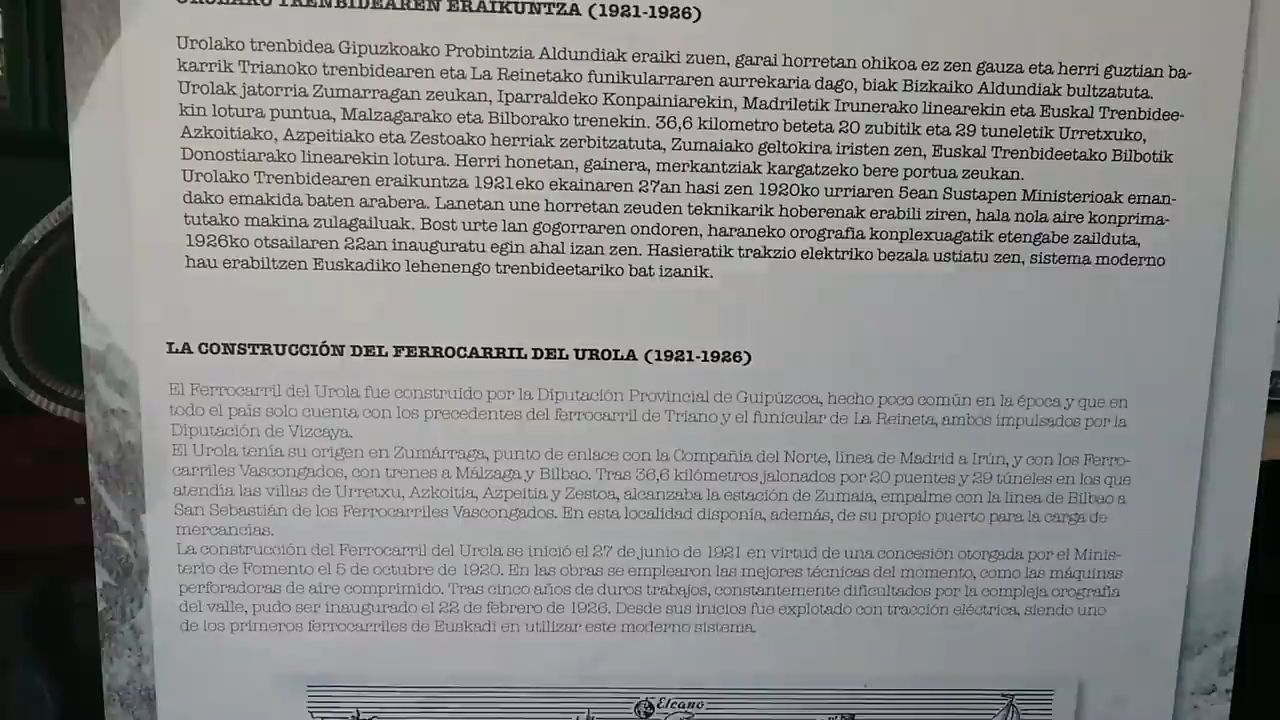 UROLAKO TRENBIDEAREN ERAIKUNTZA (1921-1926)
Urolako trenbidea Gipuzkoako Probintzia Aldundiak eraiki zuen, garai horretan ohikoa ez zen gauza eta herri guztian ba-
karrik Trianoko trenbidearen eta La Reinetako funikularraren aurrekaria dago, biak Bizkaiko Aldundiak bultzatuta.
Urolak jatorria Zumarragan zeukan, Iparraldeko Konpainiarekin, Madriletik Irunerako linearekin eta Euskal Trenbidee-
kin lotura puntua, Malzagarako eta Bilborako trenekin. 36,6 kilometro beteta 20 zubitik eta 29 tuneletik Urretxuko,
Azkoitiako, Azpeitiako eta Zestoako herriak zerbitzatuta, Zumaiako geltokira iristen zen, Euskal Trenbideetako Bilbotik
Donostiarako linearekin lotura. Herri honetan, gainera, merkantziak kargatzeko bere portua zeukan.
Urolako Trenbidearen eraikuntza 1921eko ekainaren 27an hasi zen 1920ko urriaren 5ean Sustapen Ministerioak eman-
dako emakida baten arabera. Lanetan une horretan zeuden teknikarik hoberenak erabili ziren, hala nola aire konprima-
tutako makina zulagailuak. Bost urte lan gogorraren ondoren, haraneko orografia konplexuagatik etengabe zailduta,
1926ko otsailaren 22an inauguratu egin ahal izan zen. Hasieratik trakzio elektriko bezala ustiatu zen, sistema moderno
hau erabiltzen Euskadiko lehenengo trenbideetariko bat izanik.
LA CONSTRUCCIÓN DEL FERROCARRIL DEL UROLA (1921-1926)
El Ferrocarril del Urola fue construido por la Diputación Provincial de Guipúzcoa, hecho poco común en la época y que en
todo el país solo cuenta con los precedentes del ferrocarril de Triano y el funicular de La Reineta, ambos impulsados por la
Diputación de Vizcaya.
El Urola tenía su origen en Zumárraga, punto de enlace con la Compañía del Norte, línea de Madrid a Irún, y con los Ferro-
carriles Vascongados, con trenes a Málzaga y Bilbao. Tras 36,6 kilómetros jalonados por 20 puentes y 29 túneles en los que
atendía las villas de Urretxu, Azkoitia, Azpeitia y Zestoa, alcanzaba la estación de Zumaia, empalme con la línea de Bilbao a
San Sebastián de los Ferrocarriles Vascongados. En esta localidad disponía, además, de su propio puerto para la carga de
mercancías.
La construcción del Ferrocarril del Urola se inició el 27 de junio de 1921 en virtud de una concesión otorgada por el Minis-
terio de Fomento el 5 de octubre de 1920. En las obras se emplearon las mejores técnicas del momento, como las máquinas
perforadoras de aire comprimido. Tras cinco años de duros trabajos, constantemente dificultados por la compleja orografía
del valle, pudo ser inaugurado el 22 de febrero de 1926. Desde sus inicios fue explotado con tracción eléctrica, siendo uno
de los primeros ferrocarriles de Euskadi en utilizar este moderno sistema.
Elcano